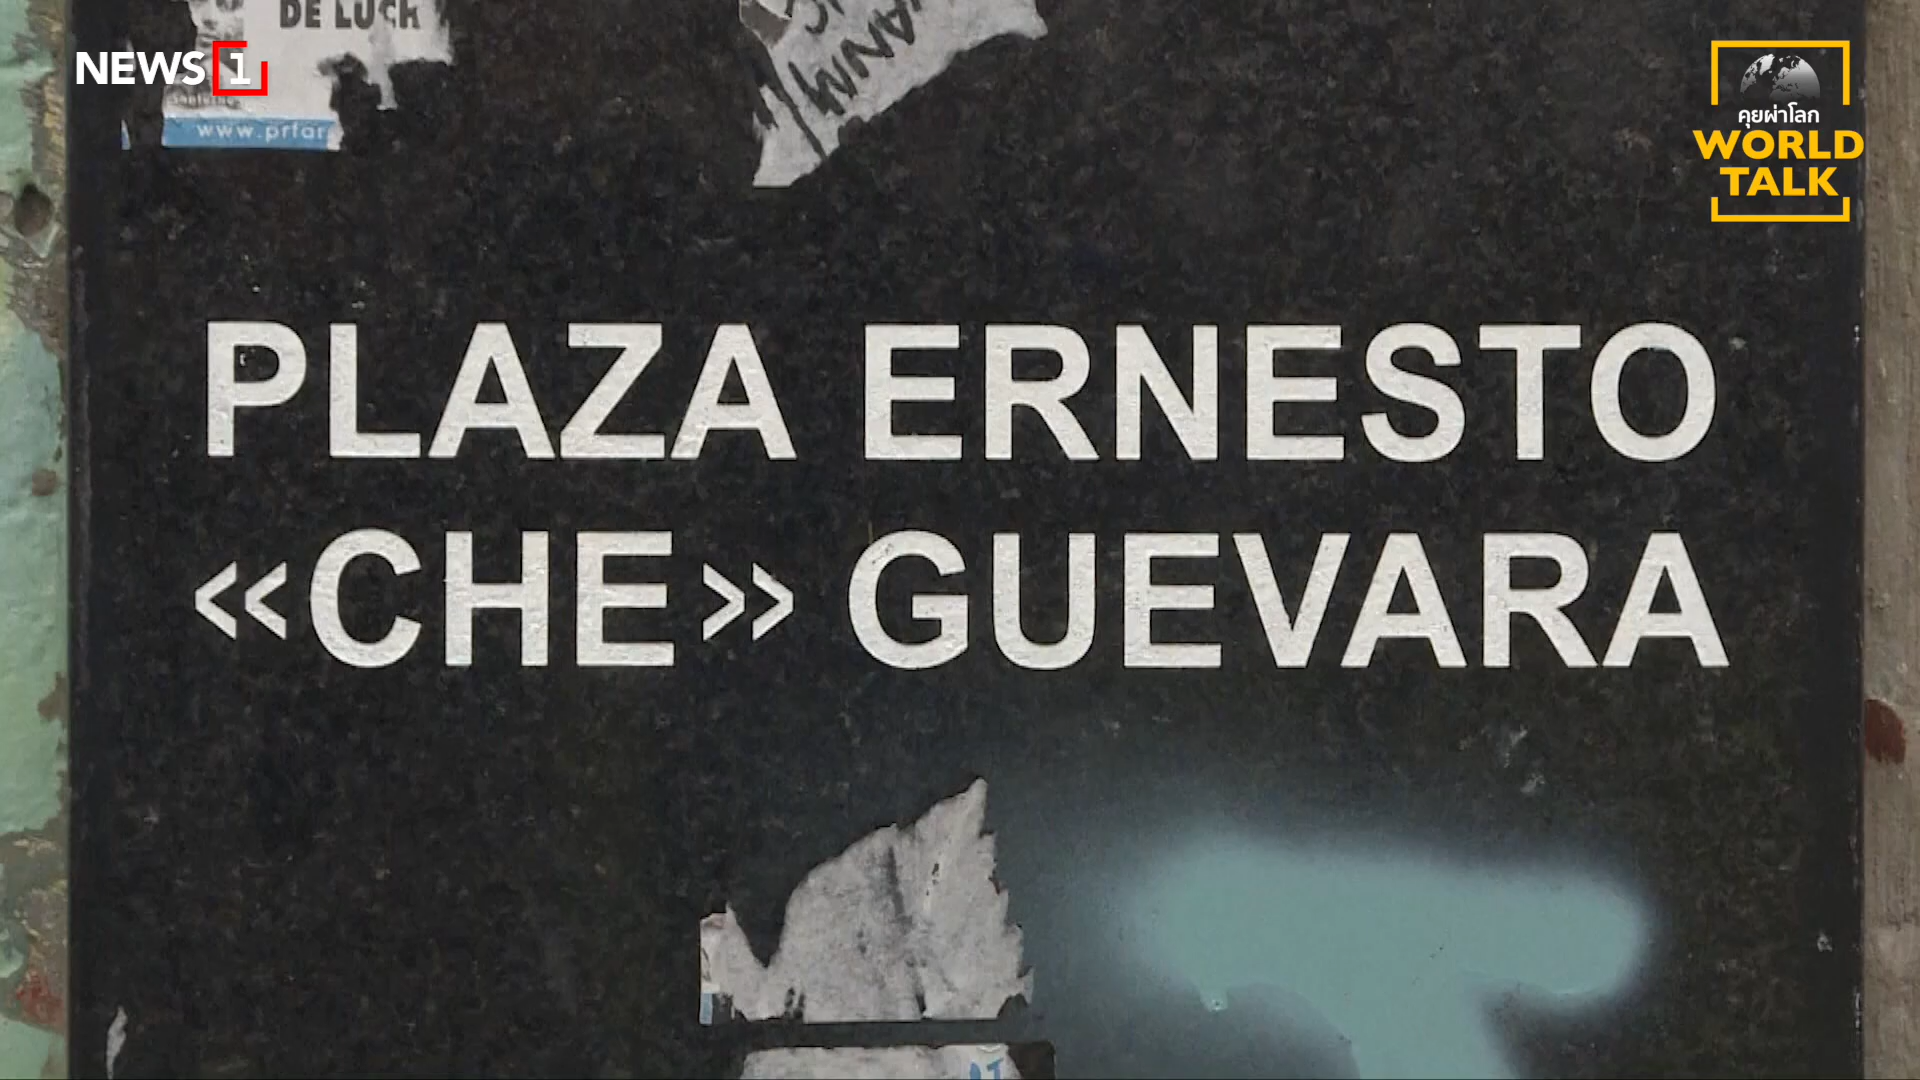 DE LUCH
NEWS 1
www.prfar
คุยผ่าโลก
WORLD
TALK
PLAZA ERNESTO
«CHE» GUEVARA